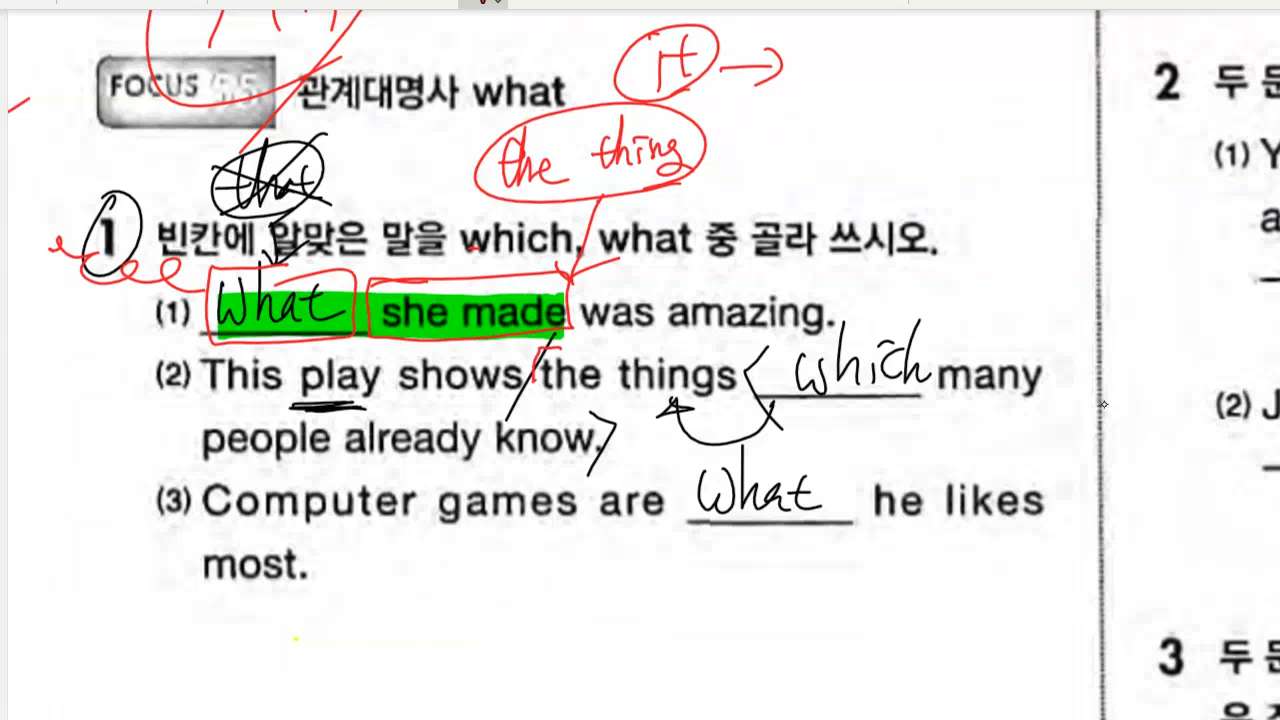 it
FOCUS 관계대명사 what
the thing
that
1 빈칸에 알맞은 말을 which, what 중 골라 쓰시오.
(1) What she made was amazing.
(2) This play shows the things which many
people already know.
(3) Computer games are what he likes
most.
2 두
(1) Y
a
(2) J
3 두